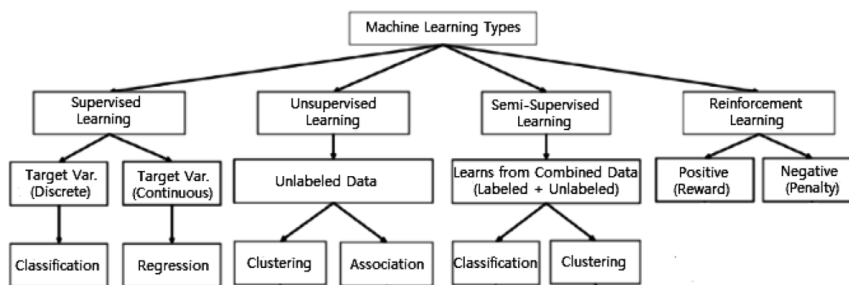 Machine Learning Types
Supervised
Learning
Unsupervised
Learning
Semi-Supervised
Learning
Reinforcement
Learning
Target Var.
(Discrete)
Target Var.
(Continuous)
Unlabeled Data
Learns from Combined Data
(Labeled + Unlabeled)
Positive
(Reward)
Negative
(Penalty)
Classification
Regression
Clustering
Association
Classification
Clustering